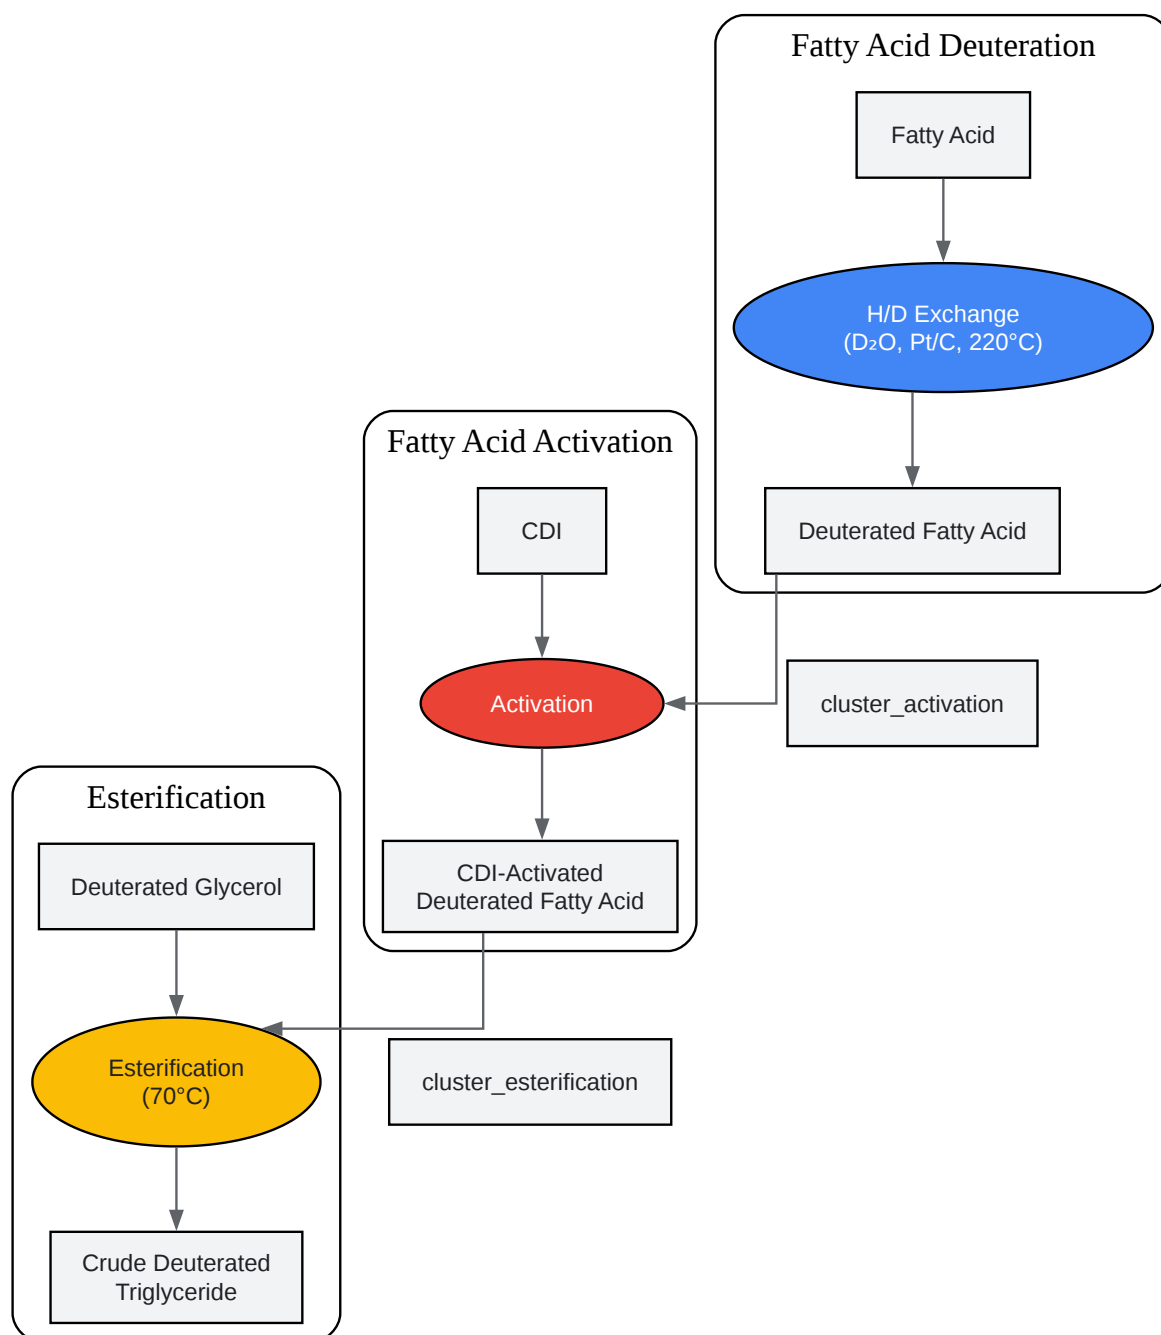 Fatty Acid Deuteration
Fatty Acid
H/D Exchange
(D₂O, Pt/C, 220°C)
Deuterated Fatty Acid
Fatty Acid Activation
CDI
Activation
cluster_activation
CDI-Activated
Deuterated Fatty Acid
Esterification
Deuterated Glycerol
Esterification
(70°C)
cluster_esterification
Crude Deuterated
Triglyceride